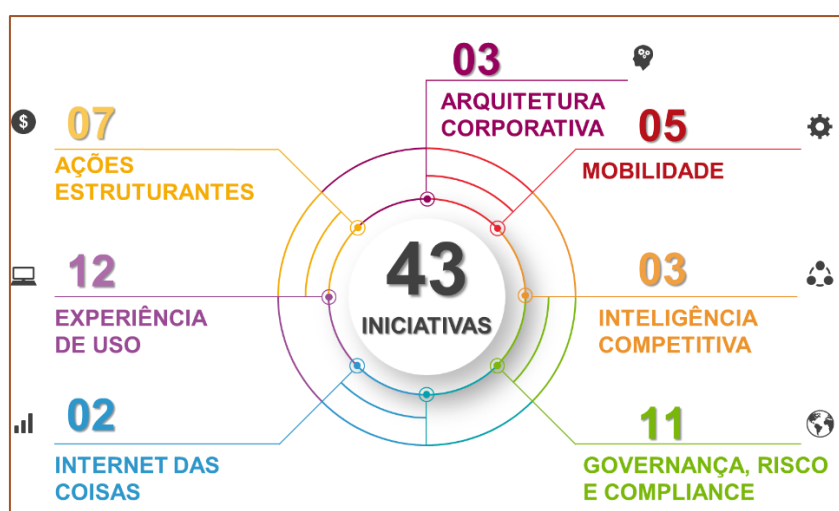 03
ARQUITETURA
CORPORATIVA
07
AÇÕES
ESTRUTURANTES
05
MOBILIDADE
43
INICIATIVAS
12
EXPERIÊNCIA
DE USO
03
INTELIGÊNCIA
COMPETITIVA
02
INTERNET DAS
COISAS
11
GOVERNANÇA, RISCO
E COMPLIANCE
$